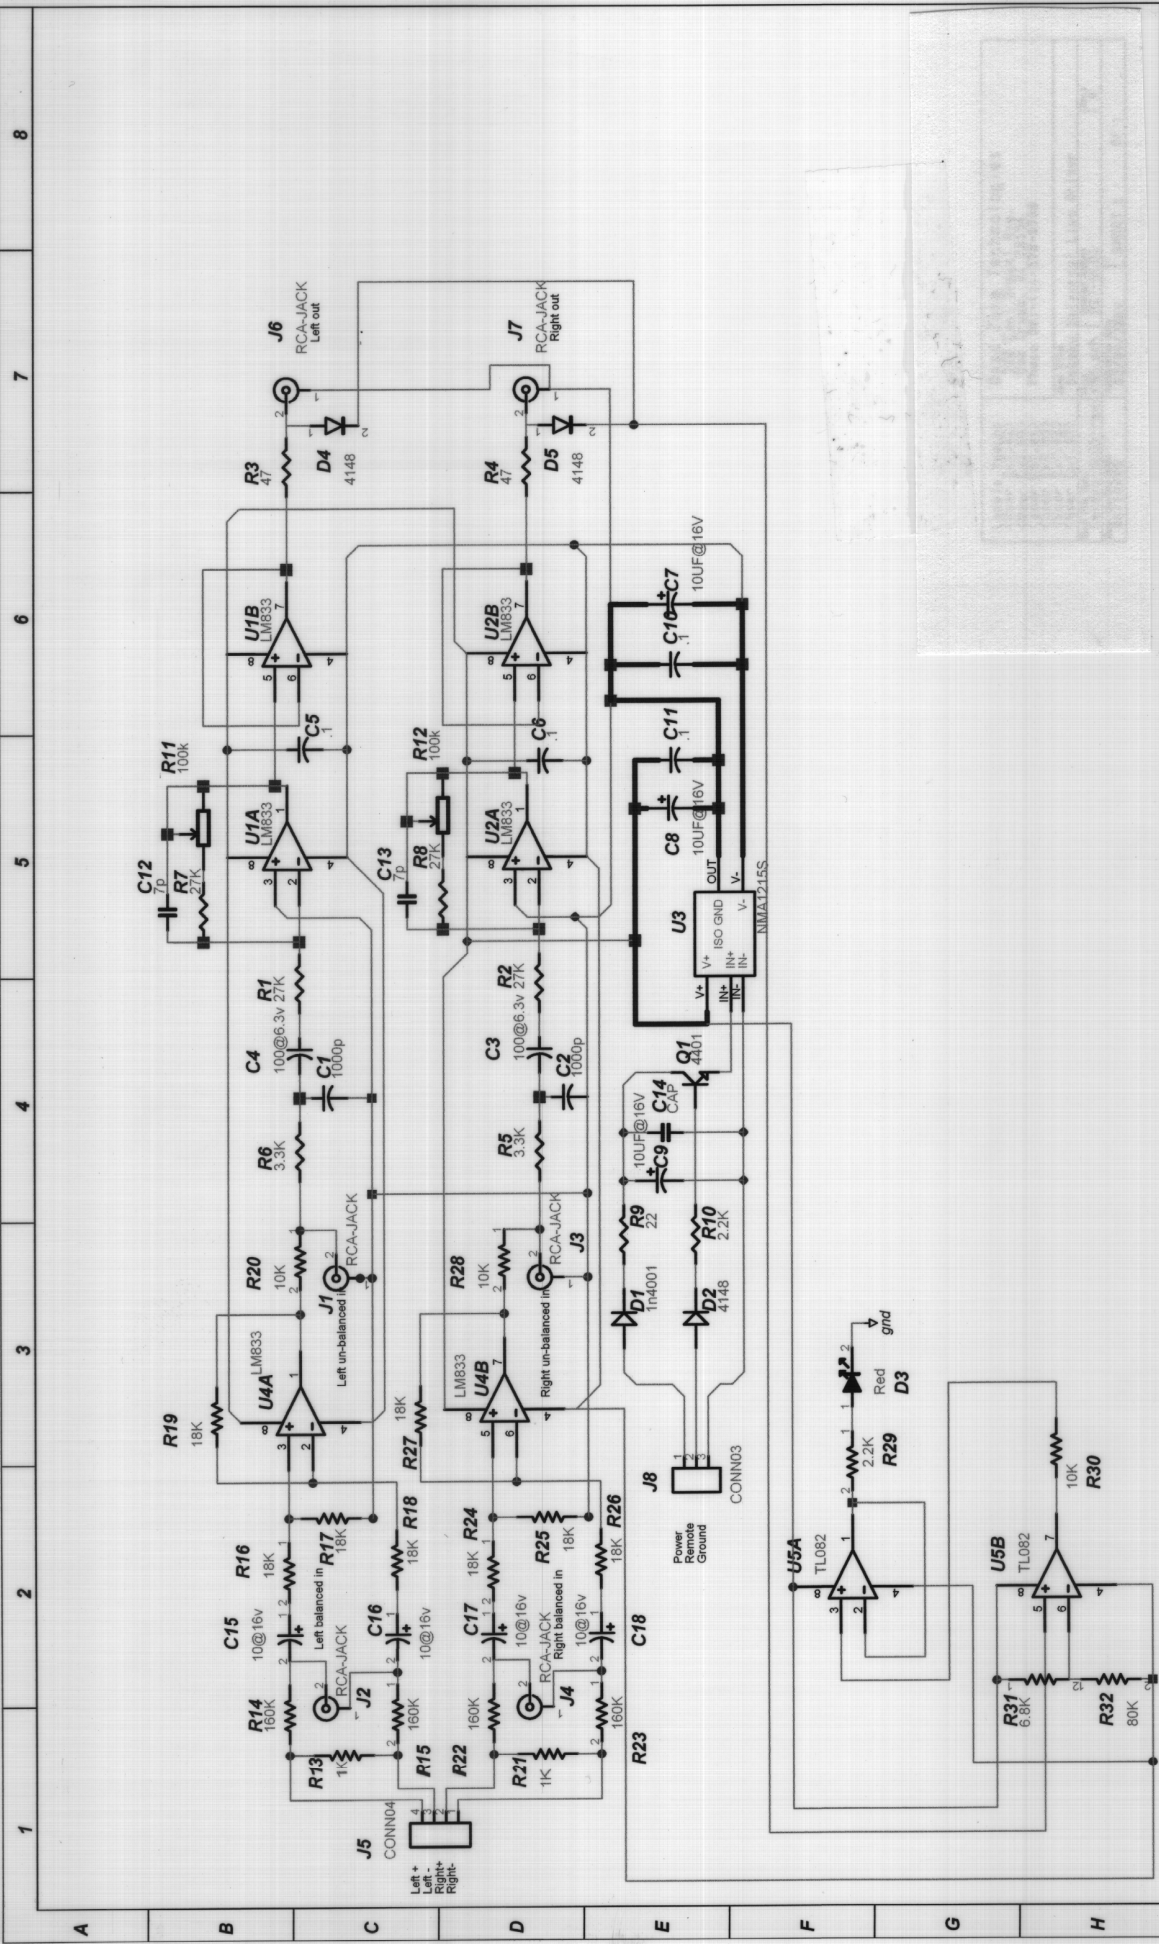 8
7
6
5
4
3
2
1
A
B
C
D
E
F
G
H
J6
RCA-JACK
Left out
J7
RCA-JACK
Right out
R3
47
D4
4148
R4
47
D5
4148
U1B
LM833
U2B
LM833
C5
.1
C6
.1
C7
10UF@16V
C10
.1
C11
.1
C8
10UF@16V
R11
100k
R12
100k
C12
7p
R7
27K
U1A
LM833
C13
7p
R8
27K
U2A
LM833
U3
NMA1215S
V+
IN+
IN-
OUT
V-
V+
ISO GND
IN+
IN-
V-
R1
27K
C4
100@6.3v
C1
1000p
R6
3.3K
R2
27K
C3
100@6.3v
C2
1000p
R5
3.3K
Q1
4401
C14
CAP
C9
10UF@16V
R9
22
R10
2.2K
D1
1n4001
D2
4148
R20
10K
J1
RCA-JACK
Left un-balanced in
R28
10K
J3
RCA-JACK
Right un-balanced in
R19
18K
U4A
LM833
R27
18K
U4B
LM833
J8
CONN03
Power
Remote
Ground
R16
18K
R17
18K
R18
18K
R24
18K
R25
18K
R26
18K
C15
10@16v
Left balanced in
C16
10@16v
C17
10@16v
Right balanced in
C18
10@16v
RCA-JACK
J2
RCA-JACK
J4
R14
160K
R13
1K
R15
160K
R22
160K
R21
1K
R23
160K
J5
CONN04
Left +
Left -
Right+
Right-
gnd
Red
D3
2.2K
R29
U5A
TL082
10K
R30
U5B
TL082
R31
6.8K
R32
80K